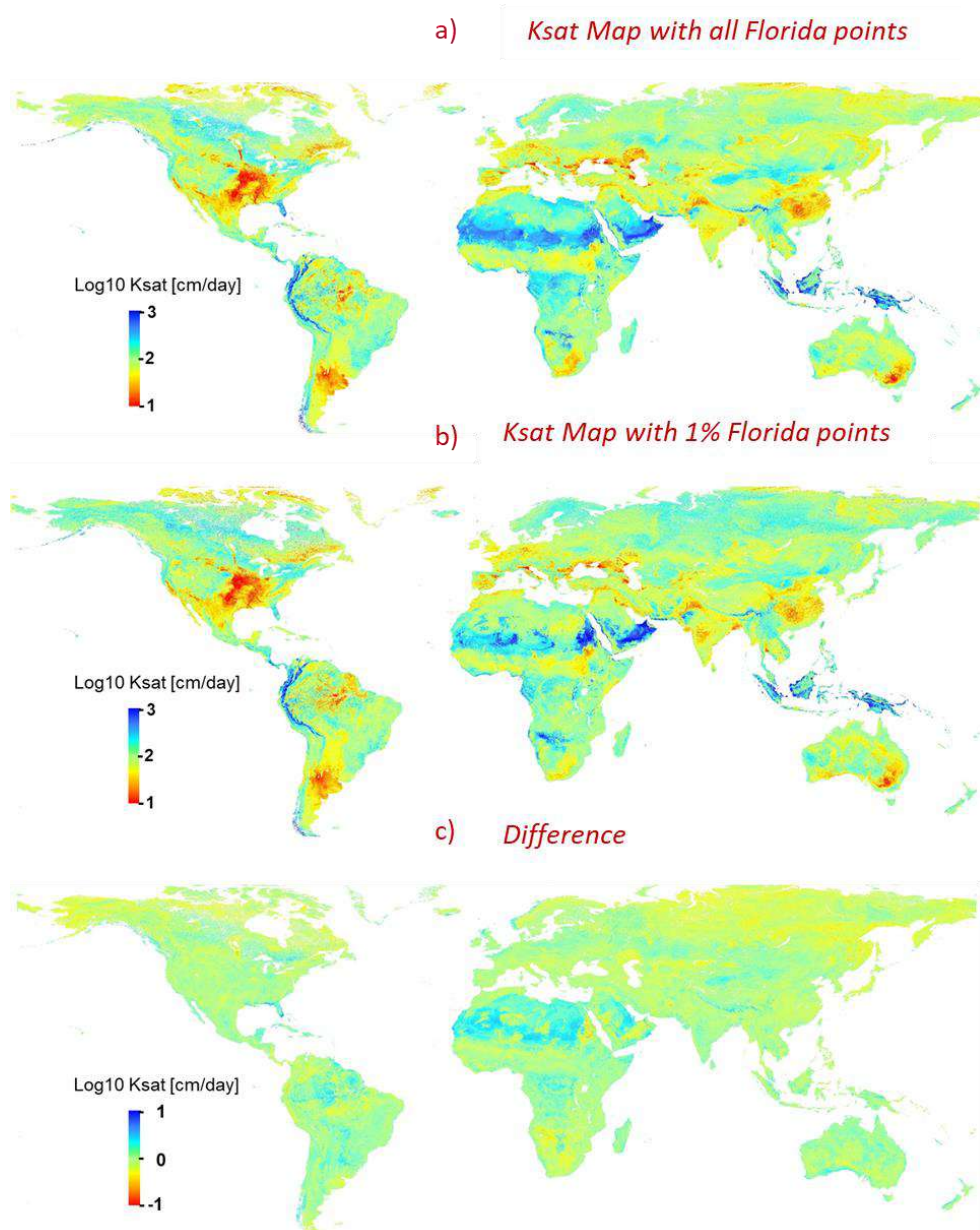 a) Ksat Map with all Florida points
Log10 Ksat [cm/day]
3
2
1
b) Ksat Map with 1% Florida points
Log10 Ksat [cm/day]
3
2
1
c) Difference
Log10 Ksat [cm/day]
1
0
-1